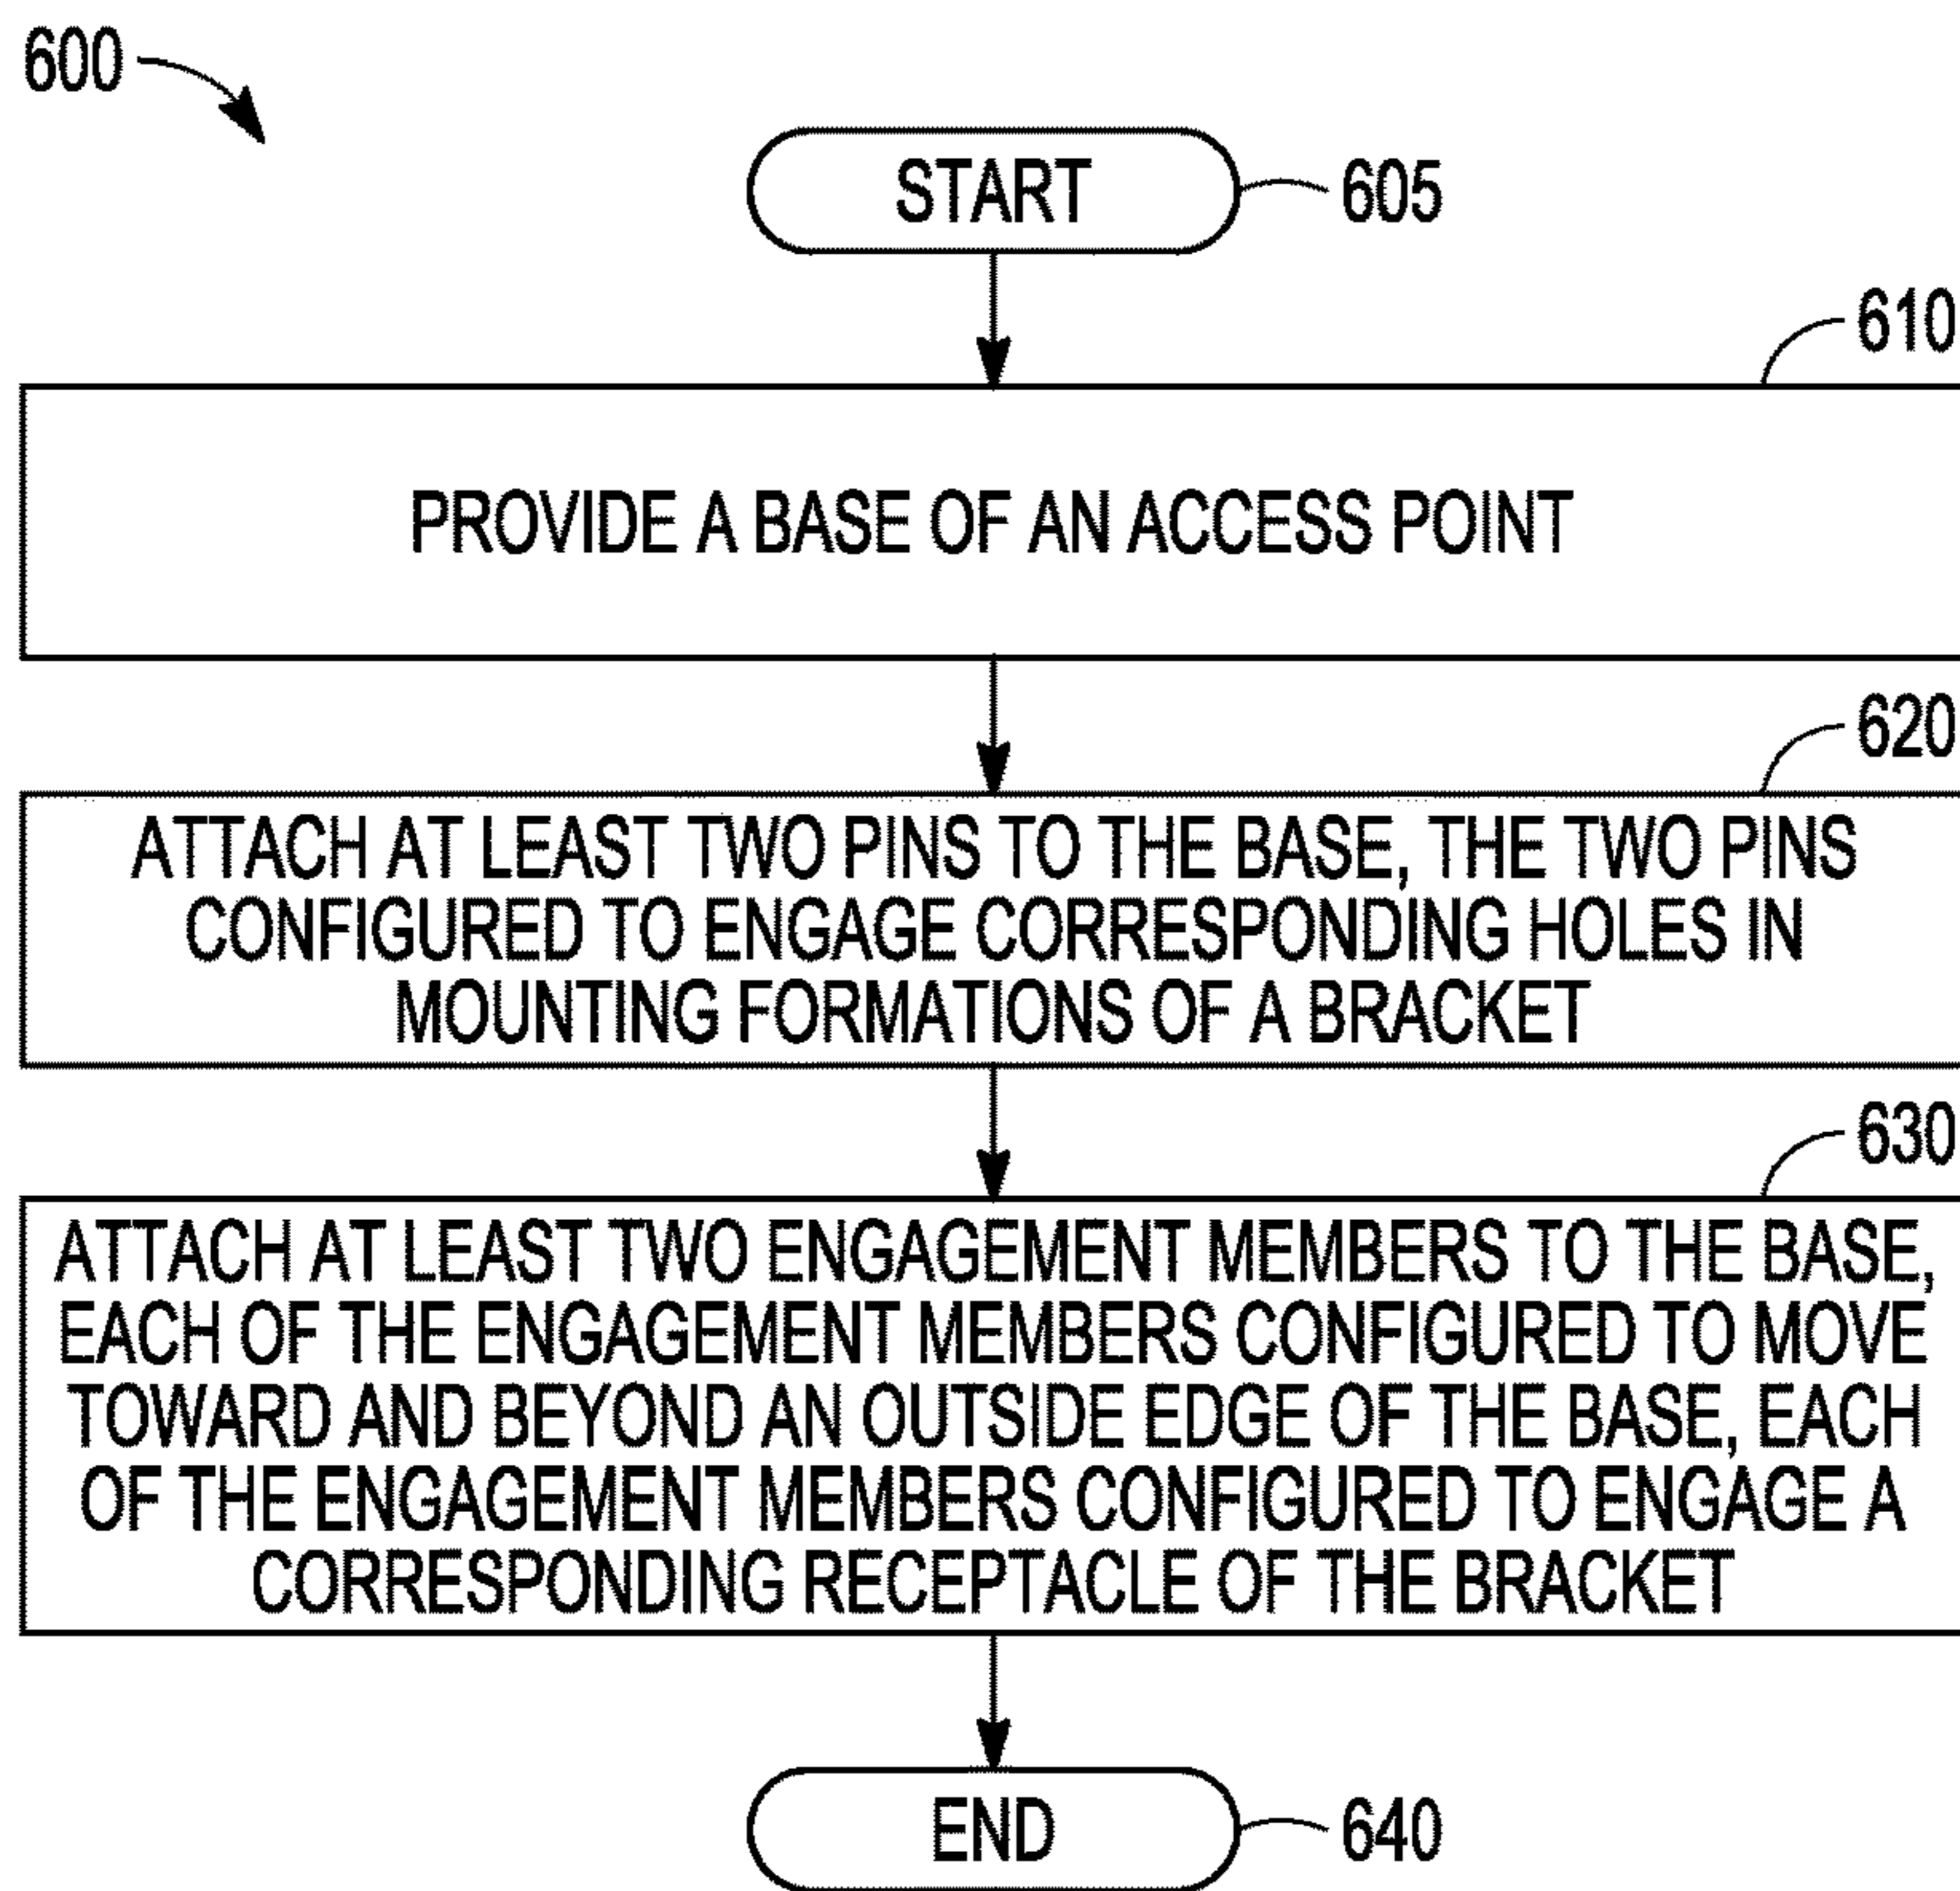 600
START
605
610
PROVIDE A BASE OF AN ACCESS POINT
620
ATTACH AT LEAST TWO PINS TO THE BASE, THE TWO PINS
CONFIGURED TO ENGAGE CORRESPONDING HOLES IN
MOUNTING FORMATIONS OF A BRACKET
630
ATTACH AT LEAST TWO ENGAGEMENT MEMBERS TO THE BASE,
EACH OF THE ENGAGEMENT MEMBERS CONFIGURED TO MOVE
TOWARD AND BEYOND AN OUTSIDE EDGE OF THE BASE, EACH
OF THE ENGAGEMENT MEMBERS CONFIGURED TO ENGAGE A
CORRESPONDING RECEPTACLE OF THE BRACKET
END
640